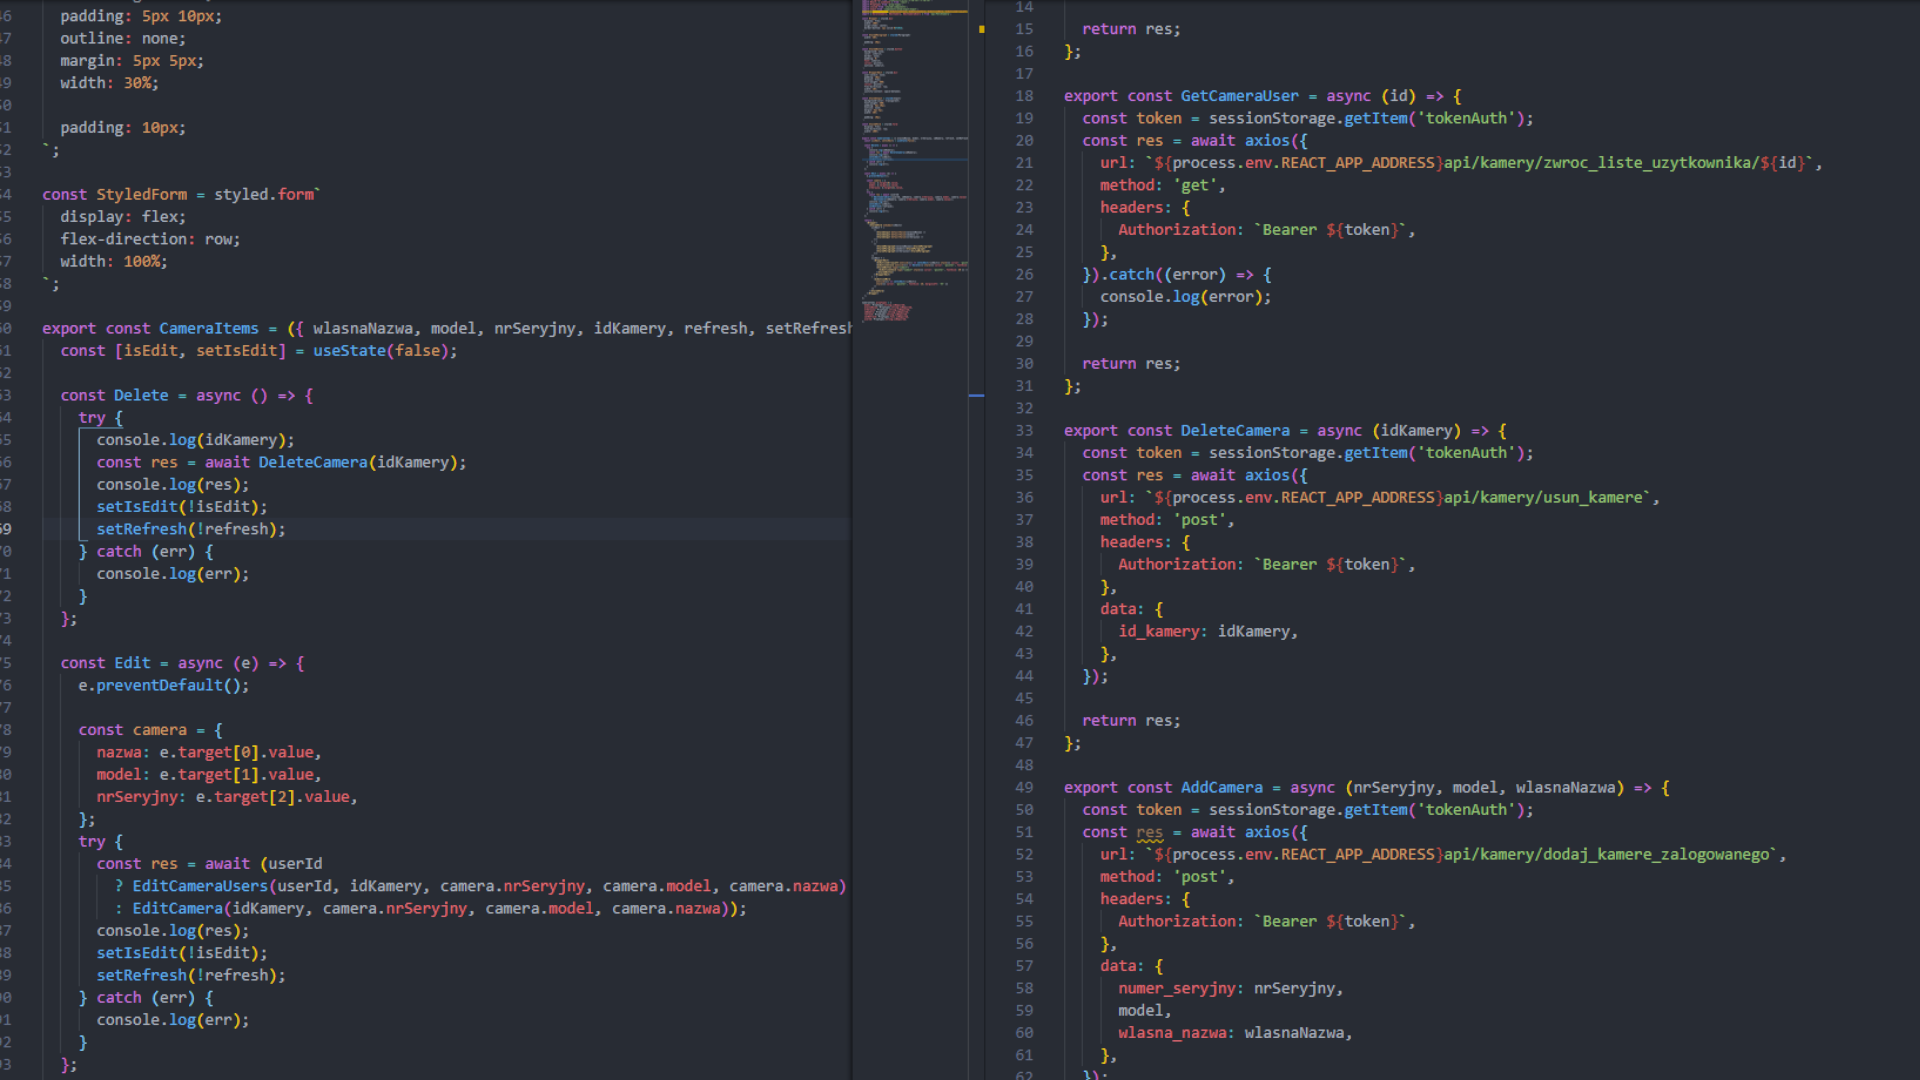 46 padding: 5px 10px;
47 outline: none;
48 margin: 5px 5px;
49 width: 30%;
50
51 padding: 10px;
52 `;
53
54 const StyledForm = styled.form`
55 display: flex;
56 flex-direction: row;
57 width: 100%;
58 `;
59
60 export const CameraItems = ({ wlasnaNazwa, model, nrSeryjny, idKamery, refresh, setRefresh
61 const [isEdit, setIsEdit] = useState(false);
62
63 const Delete = async () => {
64 try {
65 console.log(idKamery);
66 const res = await DeleteCamera(idKamery);
67 console.log(res);
68 setIsEdit(!isEdit);
69 setRefresh(!refresh);
70 } catch (err) {
71 console.log(err);
72 }
73 };
74
75 const Edit = async (e) => {
76 e.preventDefault();
77
78 const camera = {
79 nazwa: e.target[0].value,
80 model: e.target[1].value,
81 nrSeryjny: e.target[2].value,
82 };
83 try {
84 const res = await (userId
85 ? EditCameraUsers(userId, idKamery, camera.nrSeryjny, camera.model, camera.nazwa)
86 : EditCamera(idKamery, camera.nrSeryjny, camera.model, camera.nazwa));
87 console.log(res);
88 setIsEdit(!isEdit);
89 setRefresh(!refresh);
90 } catch (err) {
91 console.log(err);
92 }
93 };
14
15 return res;
16 };
17
18 export const GetCameraUser = async (id) => {
19 const token = sessionStorage.getItem('tokenAuth');
20 const res = await axios({
21 url: `${process.env.REACT_APP_ADDRESS}api/kamery/zwroc_liste_uzytkownika/${id}`,
22 method: 'get',
23 headers: {
24 Authorization: `Bearer ${token}`,
25 },
26 }).catch((error) => {
27 console.log(error);
28 });
29
30 return res;
31 };
32
33 export const DeleteCamera = async (idKamery) => {
34 const token = sessionStorage.getItem('tokenAuth');
35 const res = await axios({
36 url: `${process.env.REACT_APP_ADDRESS}api/kamery/usun_kamere`,
37 method: 'post',
38 headers: {
39 Authorization: `Bearer ${token}`,
40 },
41 data: {
42 id_kamery: idKamery,
43 },
44 });
45
46 return res;
47 };
48
49 export const AddCamera = async (nrSeryjny, model, wlasnaNazwa) => {
50 const token = sessionStorage.getItem('tokenAuth');
51 const res = await axios({
52 url: `${process.env.REACT_APP_ADDRESS}api/kamery/dodaj_kamere_zalogowanego`,
53 method: 'post',
54 headers: {
55 Authorization: `Bearer ${token}`,
56 },
57 data: {
58 numer_seryjny: nrSeryjny,
59 model,
60 wlasna_nazwa: wlasnaNazwa,
61 },
62 });